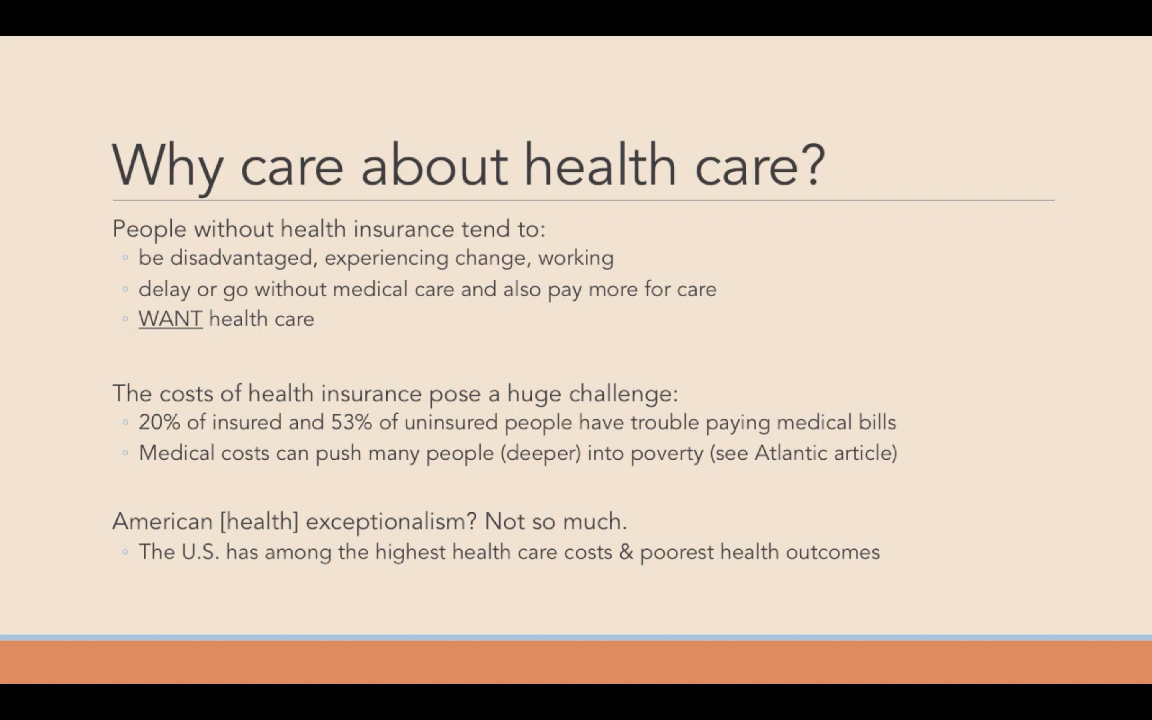 Why care about health care?
People without health insurance tend to:
◦ be disadvantaged, experiencing change, working
◦ delay or go without medical care and also pay more for care
◦ WANT health care
The costs of health insurance pose a huge challenge:
◦ 20% of insured and 53% of uninsured people have trouble paying medical bills
◦ Medical costs can push many people (deeper) into poverty (see Atlantic article)
American [health] exceptionalism? Not so much.
◦ The U.S. has among the highest health care costs & poorest health outcomes